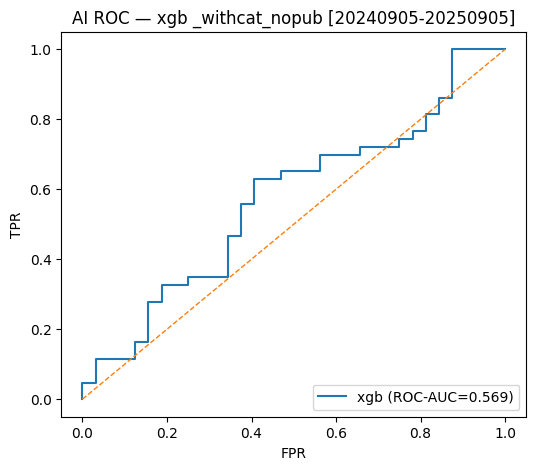 AI ROC — xgb _withcat_nopub [20240905-20250905]
TPR
1.0
0.8
0.6
0.4
0.2
0.0
xgb (ROC-AUC=0.569)
0.0 0.2 0.4 0.6 0.8 1.0
FPR